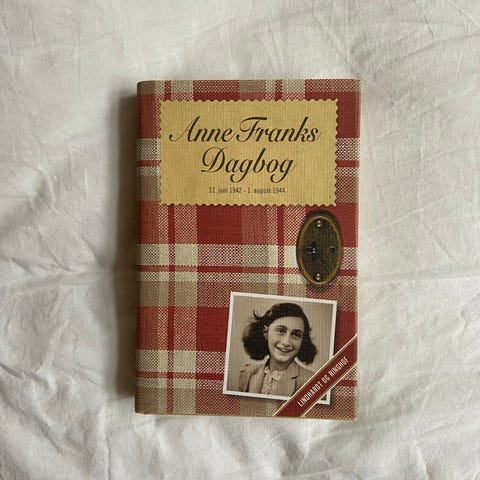 Anne Franks
Dagbog
12. juni 1942 - 1. august 1944
LINDHARDT OG RINGHOF